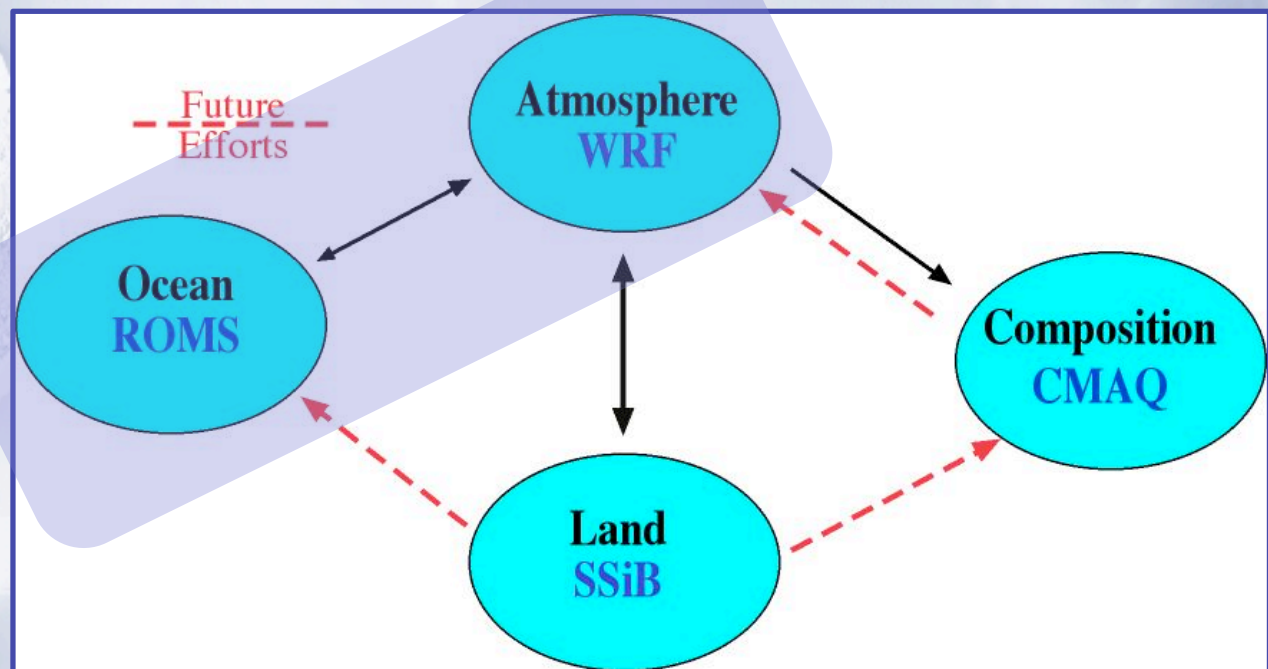 Future
Efforts
Atmosphere
WRF
Ocean
ROMS
Composition
CMAQ
Land
SSiB